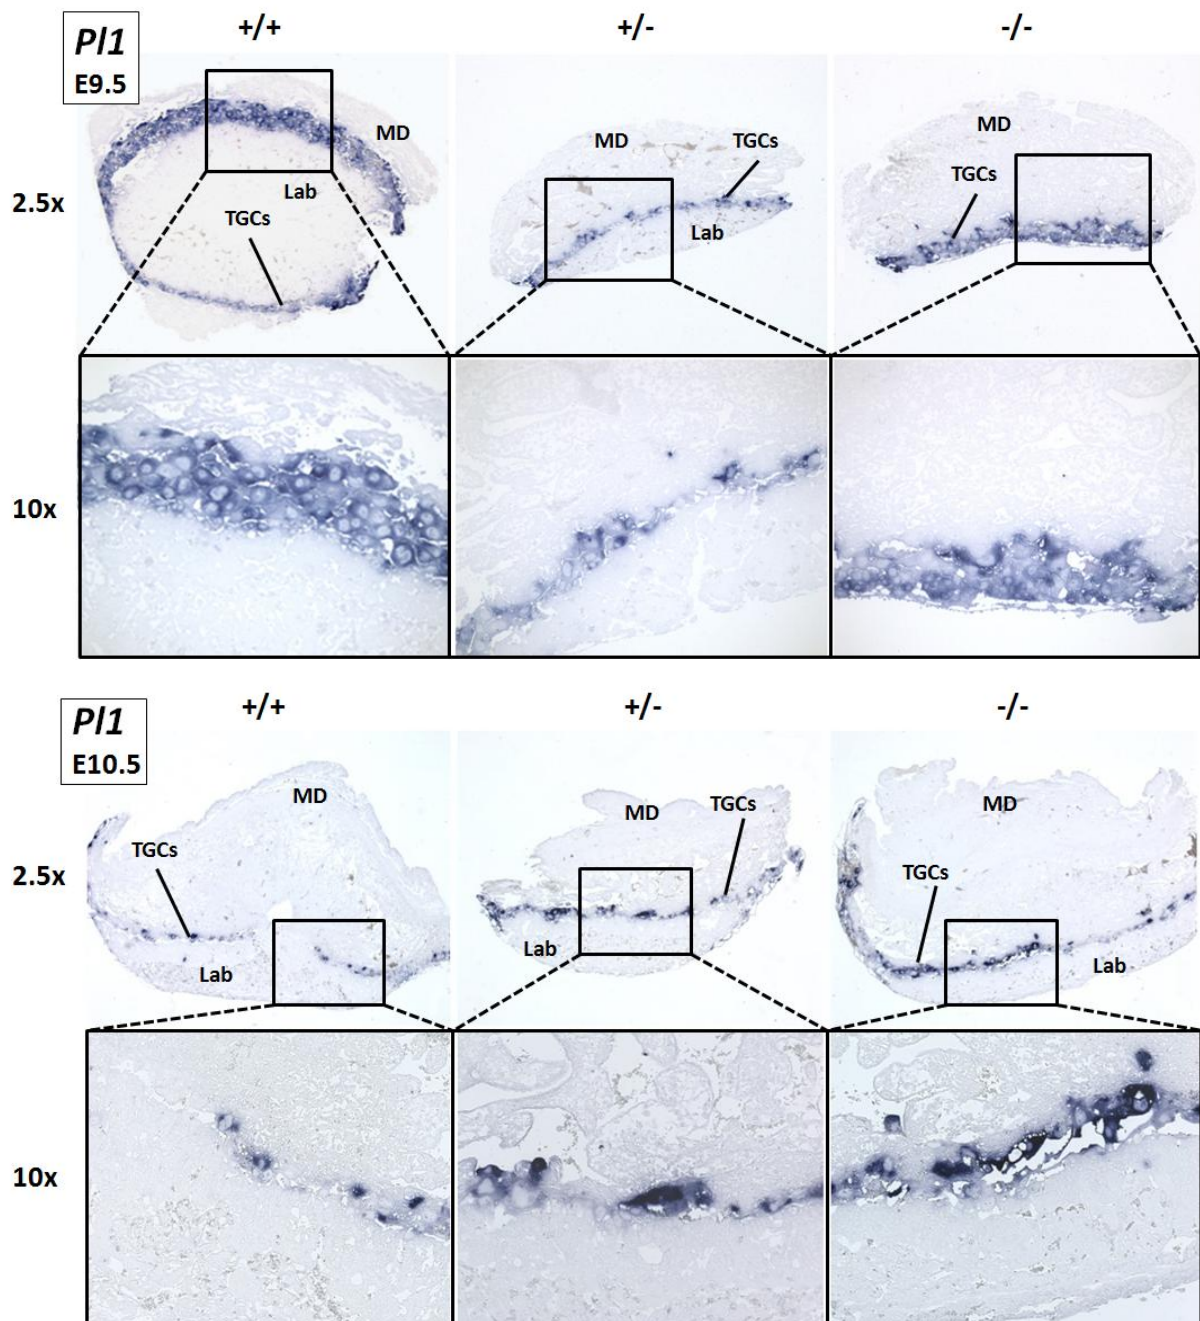 +/+
+/-
-/-
Pl1
E9.5
MD
MD
TGCs
MD
TGCs
2.5x
Lab
TGCs
Lab
10x
+/+
+/-
-/-
Pl1
E10.5
MD
MD
TGCs
MD
TGCs
2.5x
TGCs
Lab
Lab
Lab
10x